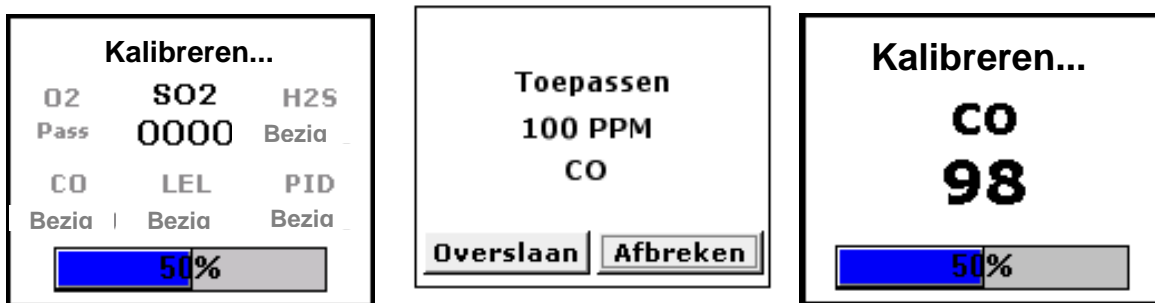 Kalibreren...
O2 SO2 H2S
Pass 0000 Bezig
CO LEL PID
Bezig Bezig Bezig
50%
Toepassen
100 PPM
CO
Overslaan Afbreken
Kalibreren...
CO
98
50%